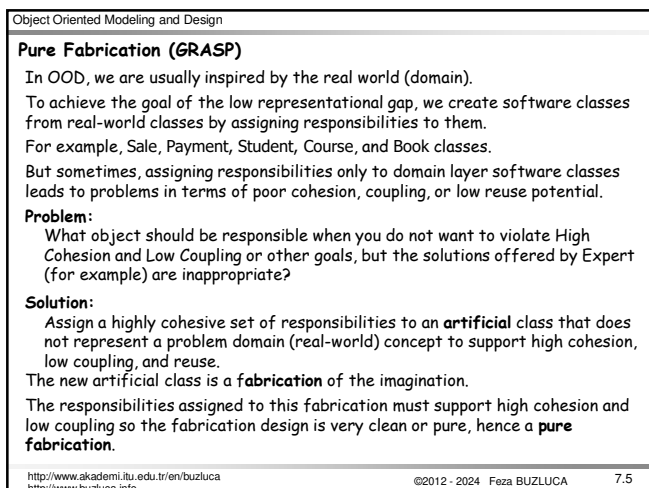 Object Oriented Modeling and Design
Pure Fabrication (GRASP)
In OOD, we are usually inspired by the real world (domain).
To achieve the goal of the low representational gap, we create software classes
from real-world classes by assigning responsibilities to them.
For example, Sale, Payment, Student, Course, and Book classes.
But sometimes, assigning responsibilities only to domain layer software classes
leads to problems in terms of poor cohesion, coupling, or low reuse potential.
Problem:
What object should be responsible when you do not want to violate High
Cohesion and Low Coupling or other goals, but the solutions offered by Expert
(for example) are inappropriate?
Solution:
Assign a highly cohesive set of responsibilities to an artificial class that does
not represent a problem domain (real-world) concept to support high cohesion,
low coupling, and reuse.
The new artificial class is a fabrication of the imagination.
The responsibilities assigned to this fabrication must support high cohesion and
low coupling so the fabrication design is very clean or pure, hence a pure
fabrication.
http://www.akademi.itu.edu.tr/en/buzluca
http://www.buzluca.info
©2012 - 2024 Feza BUZLUCA
7.5